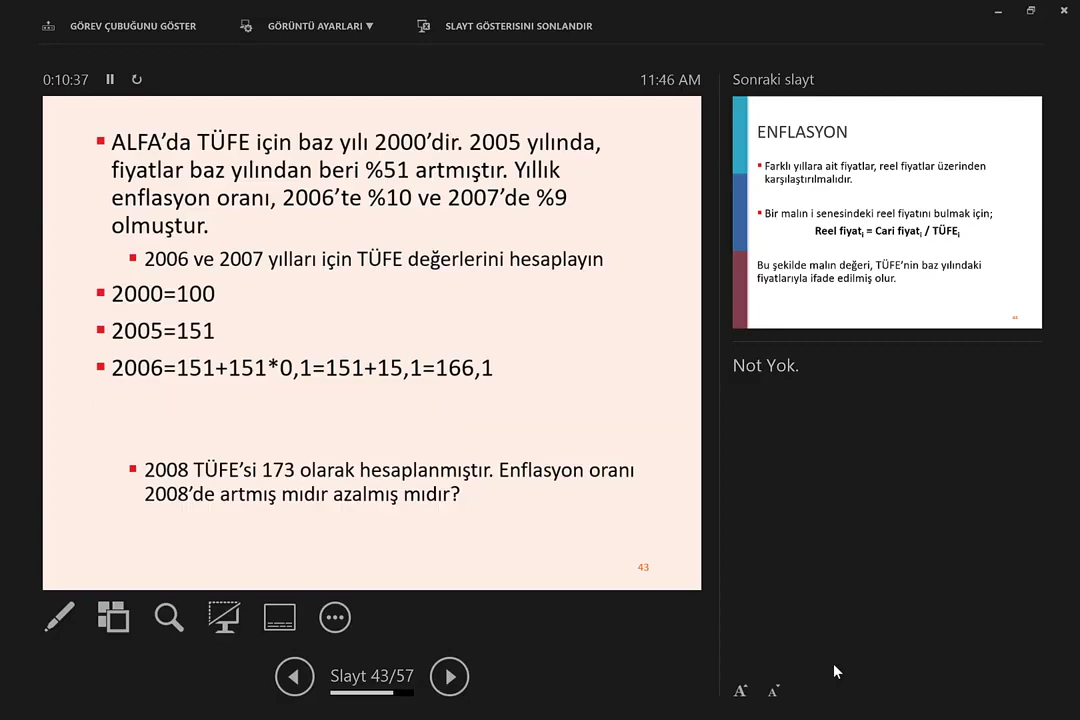 GÖREV ÇUBUĞUNU GÖSTER
GÖRÜNTÜ AYARLARI ▼
SLAYT GÖSTERISINI SONLANDIR
0:10:37
11:46 AM
ALFA’da TÜFE için baz yılı 2000’dir. 2005 yılında,
fiyatlar baz yılından beri %51 artmıştır. Yıllık
enflasyon oranı, 2006’te %10 ve 2007’de %9
olmuştur.
2006 ve 2007 yılları için TÜFE değerlerini hesaplayın
2000=100
2005=151
2006=151+151*0,1=151+15,1=166,1
2008 TÜFE’si 173 olarak hesaplanmıştır. Enflasyon oranı
2008’de artmış mıdır azalmış mıdır?
43
Slayt 43/57
Sonraki slayt
ENFLASYON
Farklı yıllara ait fiyatlar, reel fiyatlar üzerinden
karşılaştırılmalıdır.
Bir malın i senesindeki reel fiyatını bulmak için;
Reel fiyatᵢ = Cari fiyatᵢ / TÜFEᵢ
Bu şekilde malın değeri, TÜFE’nin baz yılındaki
fiyatlarıyla ifade edilmiş olur.
44
Not Yok.
A A